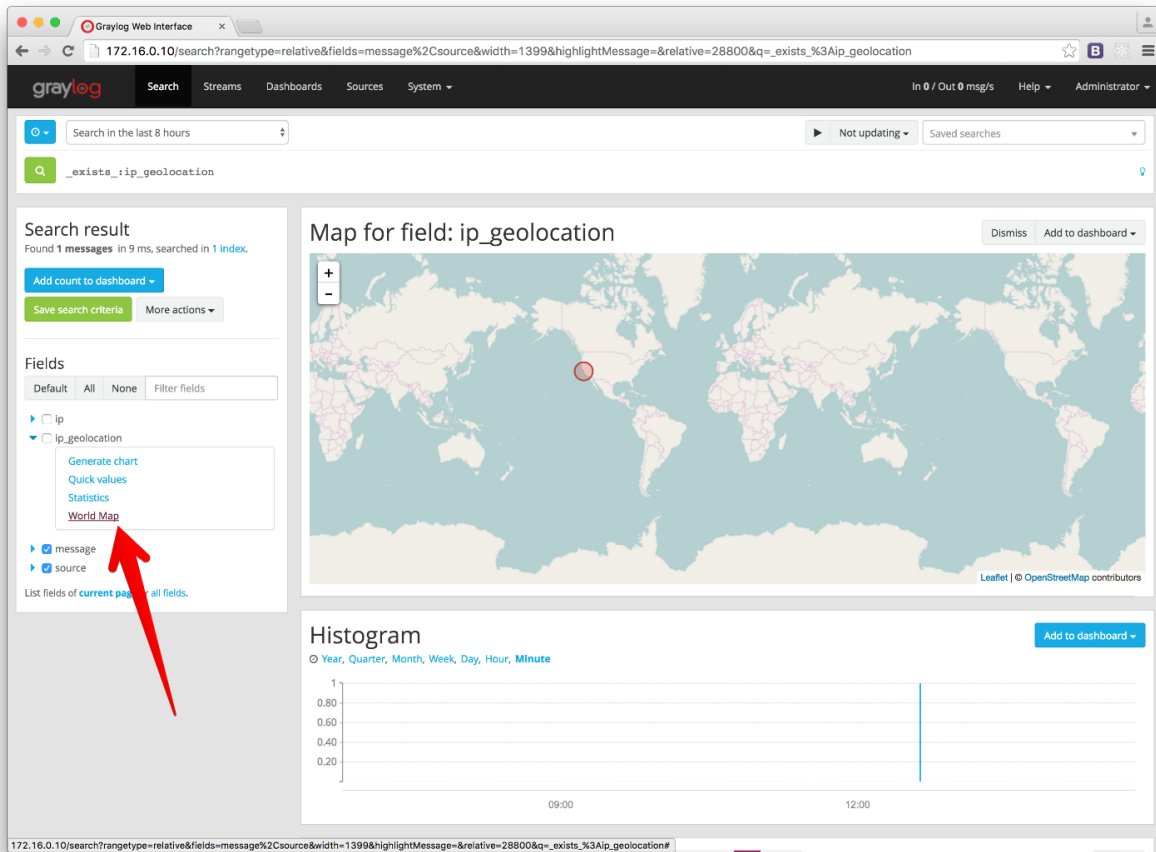 Graylog Web Interface
172.16.0.10/search?rangetype=relative&fields=message%2Csource&width=1399&highlightMessage=&relative=28800&q=_exists_%3Aip_geolocation
B
graylog Search Streams Dashboards Sources System In 0 / Out 0 msg/s Help Administrator
Search in the last 8 hours Not updating Saved searches
_exists_:ip_geolocation
Search result
Found 1 messages in 9 ms, searched in 1 index.
Add count to dashboard
Save search criteria More actions
Fields
Default All None Filter fields
ip
ip_geolocation
Generate chart
Quick values
Statistics
World Map
message
source
List fields of current all fields.
Map for field: ip_geolocation
Dismiss Add to dashboard
+
-
Leaflet | © OpenStreetMap contributors
Histogram
Add to dashboard
Year, Quarter, Month, Week, Day, Hour, Minute
1
0.80
0.60
0.40
0.20
09:00 12:00
172.16.0.10/search?rangetype=relative&fields=message%2Csource&width=1399&highlightMessage=&relative=28800&q=_exists_%3Aip_geolocation#